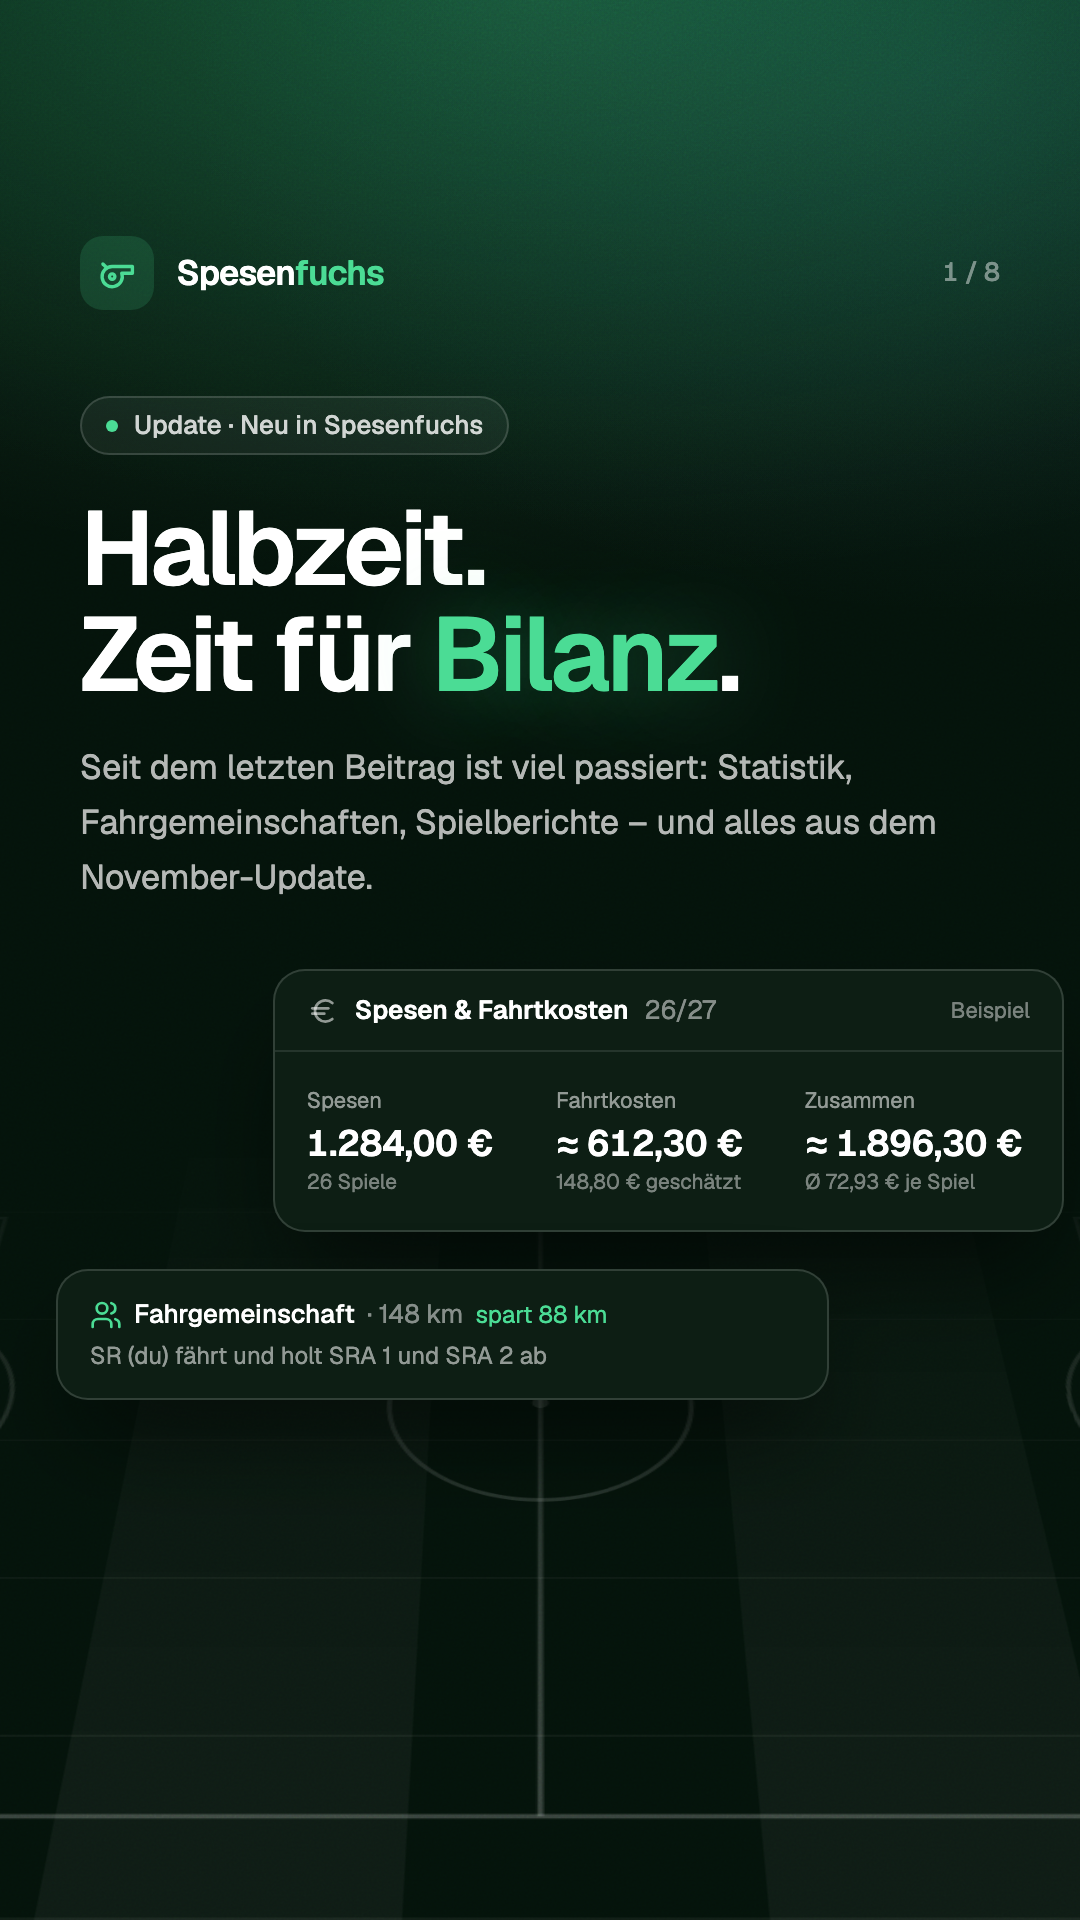 Spesenfuchs
1 / 8
Update · Neu in Spesenfuchs
Halbzeit.
Zeit für Bilanz.
Seit dem letzten Beitrag ist viel passiert: Statistik,
Fahrgemeinschaften, Spielberichte – und alles aus dem
November-Update.
Spesen & Fahrtkosten 26/27 Beispiel
Spesen Fahrtkosten Zusammen
1.284,00 € ≈ 612,30 € ≈ 1.896,30 €
26 Spiele 148,80 € geschätzt Ø 72,93 € je Spiel
Fahrgemeinschaft · 148 km spart 88 km
SR (du) fährt und holt SRA 1 und SRA 2 ab